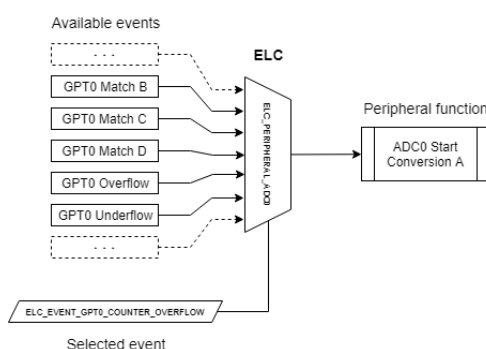 Available events
. . .
ELC
GPT0 Match B
GPT0 Match C
GPT0 Match D
GPT0 Overflow
GPT0 Underflow
. . .
ELC_PERIPHERAL_ADC0
Peripheral function
ADC0 Start
Conversion A
ELC_EVENT_GPT0_COUNTER_OVERFLOW
Selected event